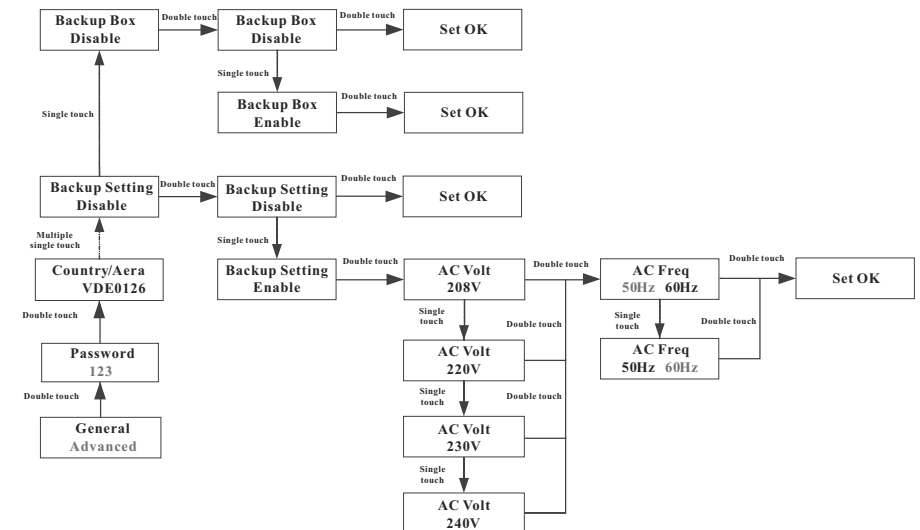 Backup Box
Disable
Double touch
Backup Box
Disable
Double touch
Set OK
Single touch
Backup Box
Enable
Double touch
Set OK
Single touch
Backup Setting
Disable
Double touch
Backup Setting
Disable
Double touch
Set OK
Single touch
Multiple
single touch
Country/Aera
VDE0126
Backup Setting
Enable
Double touch
AC Volt
208V
Double touch
AC Freq
50Hz 60Hz
Double touch
Set OK
Double touch
Single
touch
Double touch
Single
touch
Double touch
Password
123
AC Volt
220V
AC Freq
50Hz 60Hz
Double touch
Single
touch
Double touch
General
Advanced
AC Volt
230V
Single
touch
AC Volt
240V